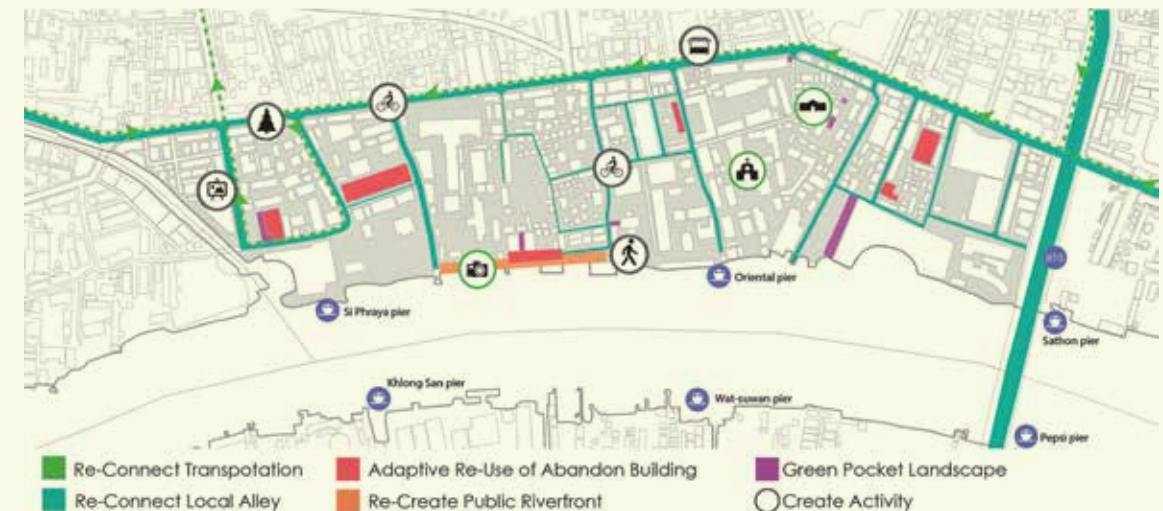 Si Phraya pier
Oriental pier
Sathon pier
Khlong San pier
Wat-suwan pier
Pepsi pier
Re-Connect Transpotation
Adaptive Re-Use of Abandon Building
Green Pocket Landscape
Re-Connect Local Alley
Re-Create Public Riverfront
Create Activity